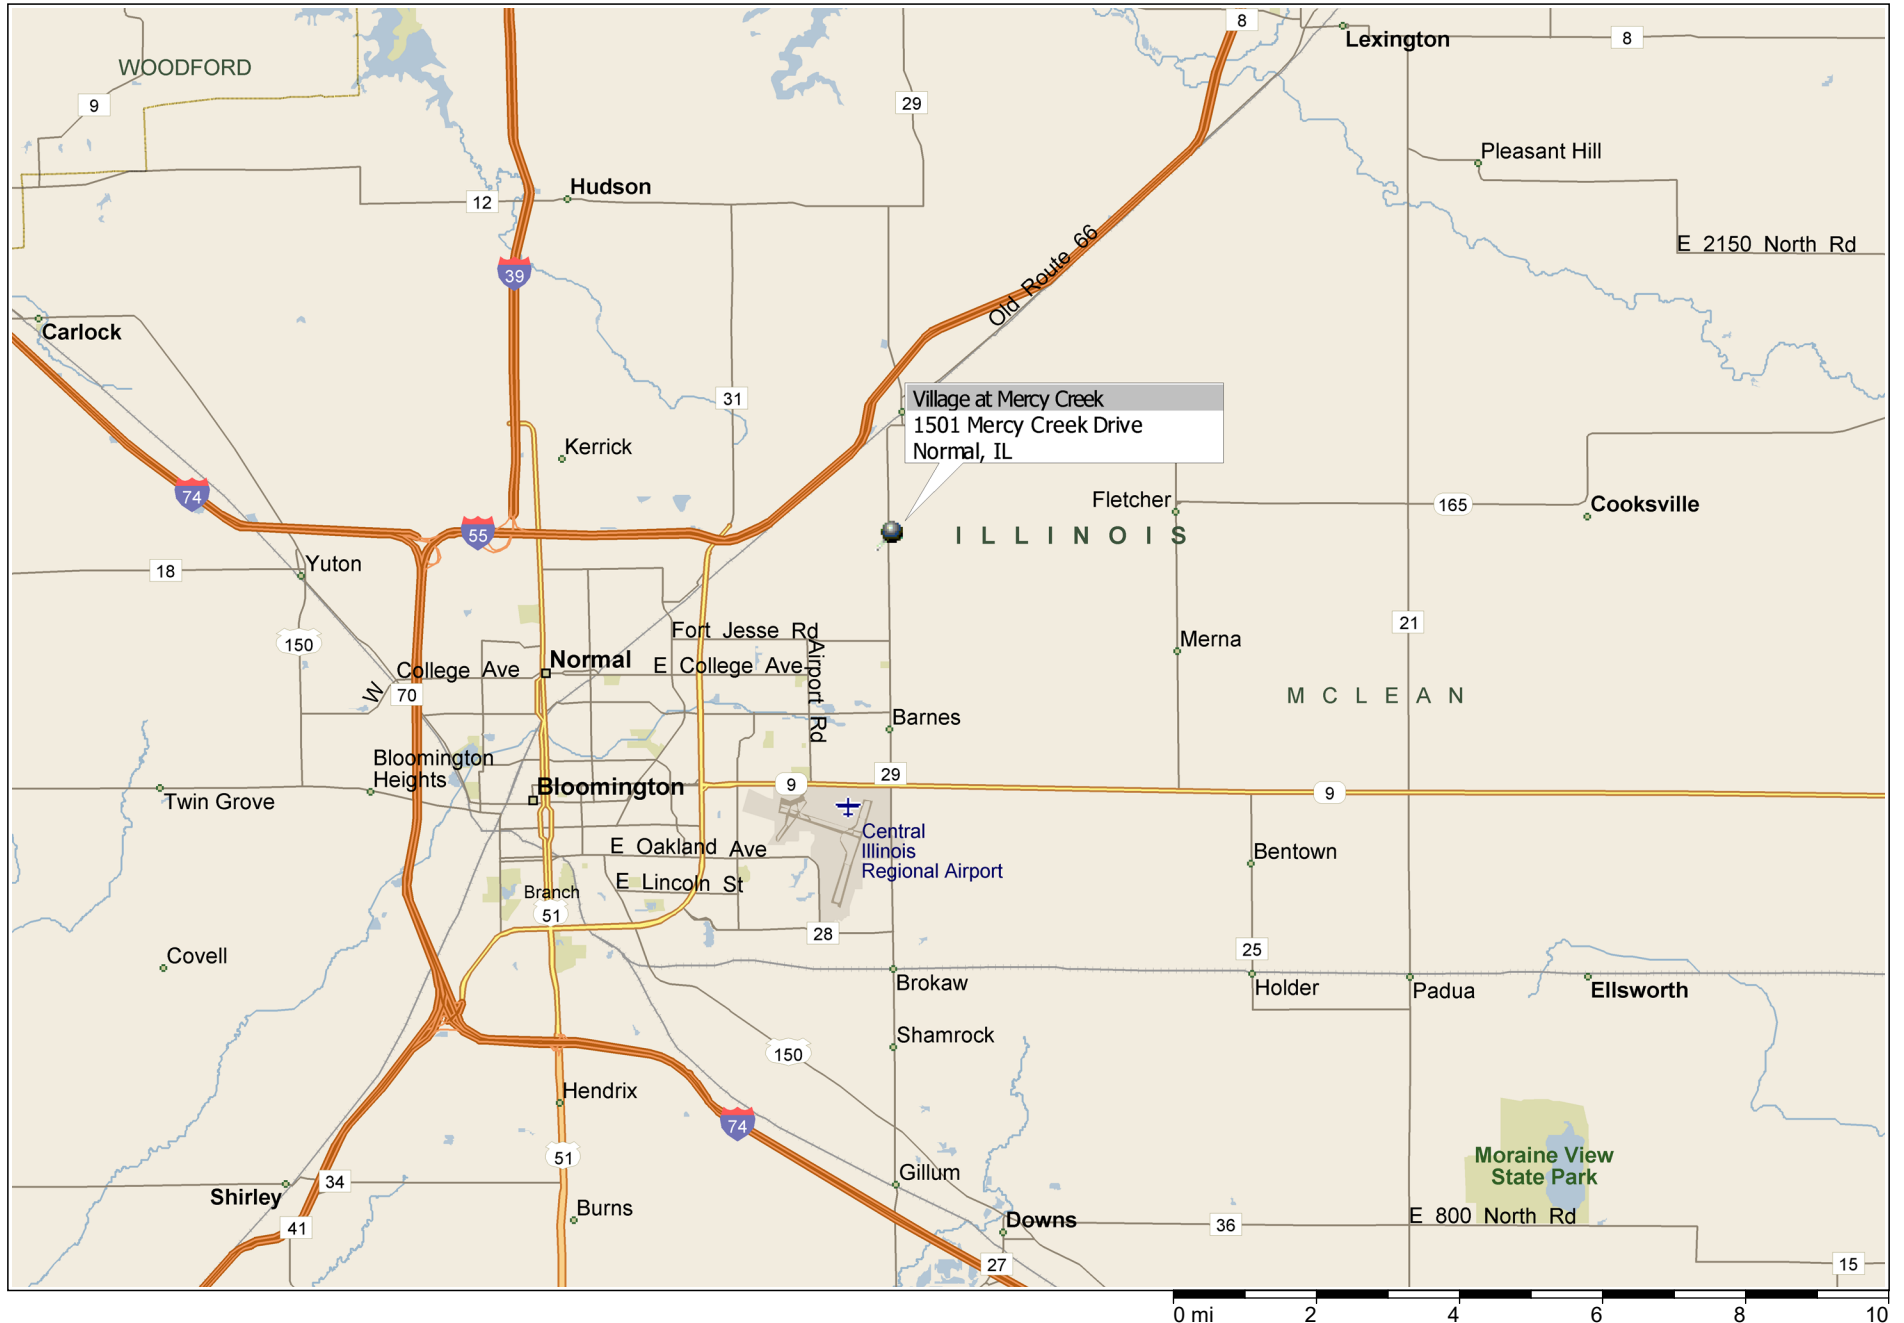 8
Lexington
8
WOODFORD
9
29
Pleasant Hill
Hudson
12
E 2150 North Rd
Old Route 66
39
Carlock
Village at Mercy Creek
1501 Mercy Creek Drive
Normal, IL
31
Kerrick
74
Fletcher
165
Cooksville
55
ILLINOIS
Yuton
18
21
Fort Jesse Rd
150
Merna
Normal
College Ave
E College Ave
Airport Rd
W
70
MCLEAN
Barnes
Bloomington
Heights
29
Bloomington
9
9
Twin Grove
Central
Illinois
Regional Airport
E Oakland Ave
Bentown
E Lincoln St
Branch
51
28
25
Covell
Brokaw
Holder
Padua
Ellsworth
Shamrock
150
Hendrix
74
51
Moraine View
State Park
Gillum
34
Shirley
Burns
41
Downs
36
E 800 North Rd
27
15
0 mi 2 4 6 8 10